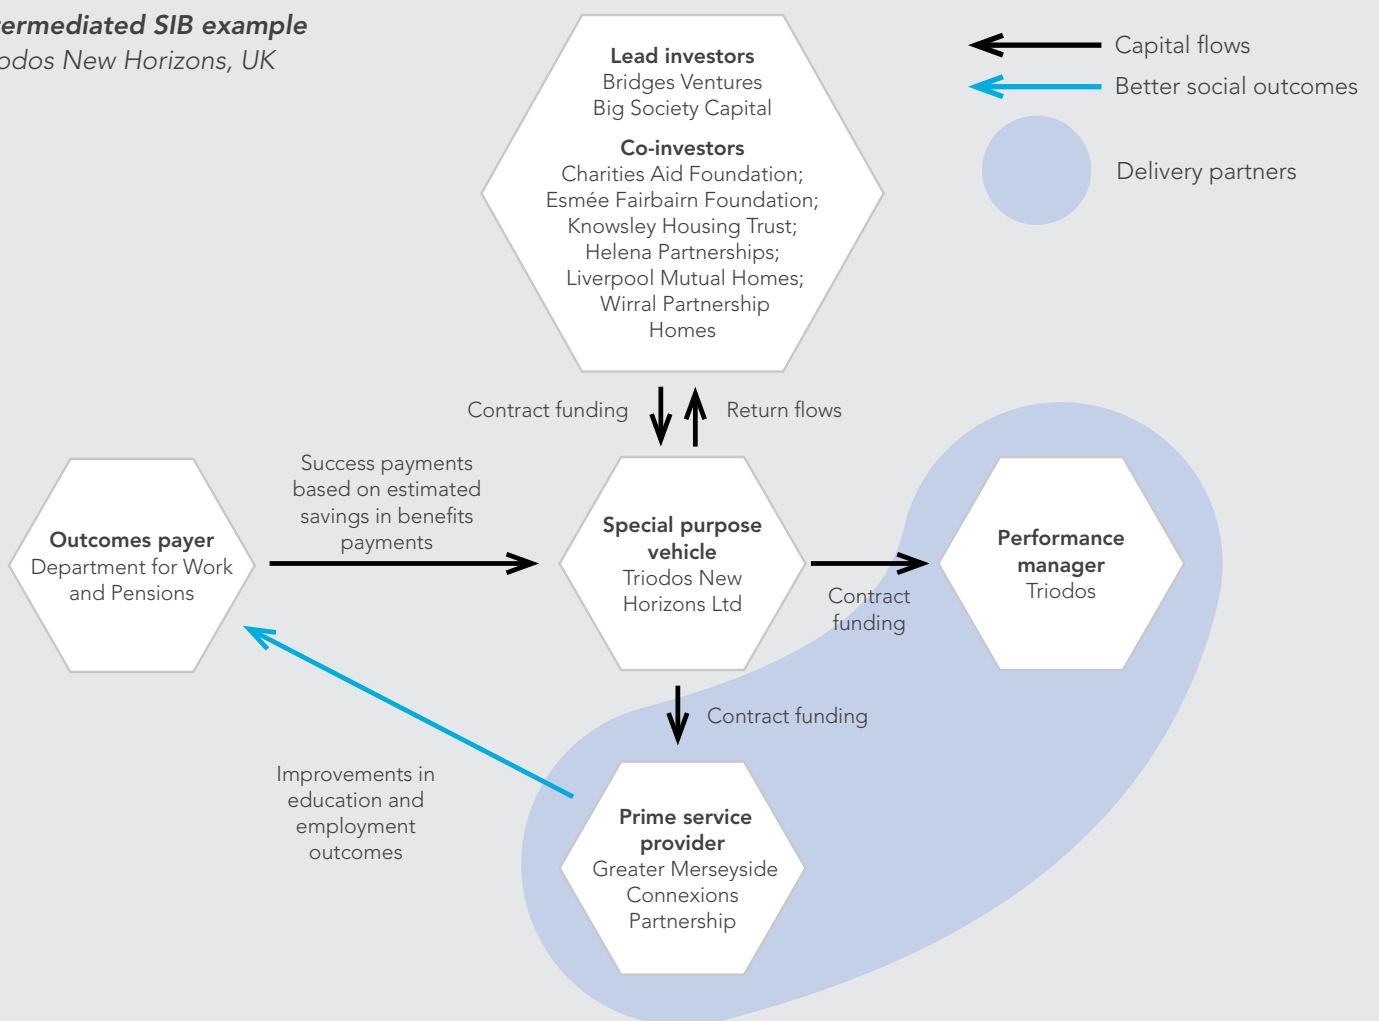 termediated SIB example
odos New Horizons, UK
Capital flows
Better social outcomes
Delivery partners
Lead investors
Bridges Ventures
Big Society Capital
Co-investors
Charities Aid Foundation;
Esmée Fairbairn Foundation;
Knowsley Housing Trust;
Helena Partnerships;
Liverpool Mutual Homes;
Wirral Partnership
Homes
Contract funding
Return flows
Success payments
based on estimated
savings in benefits
payments
Outcomes payer
Department for Work
and Pensions
Special purpose
vehicle
Triodos New
Horizons Ltd
Contract
funding
Performance
manager
Triodos
Contract funding
Improvements in
education and
employment
outcomes
Prime service
provider
Greater Merseyside
Connexions
Partnership